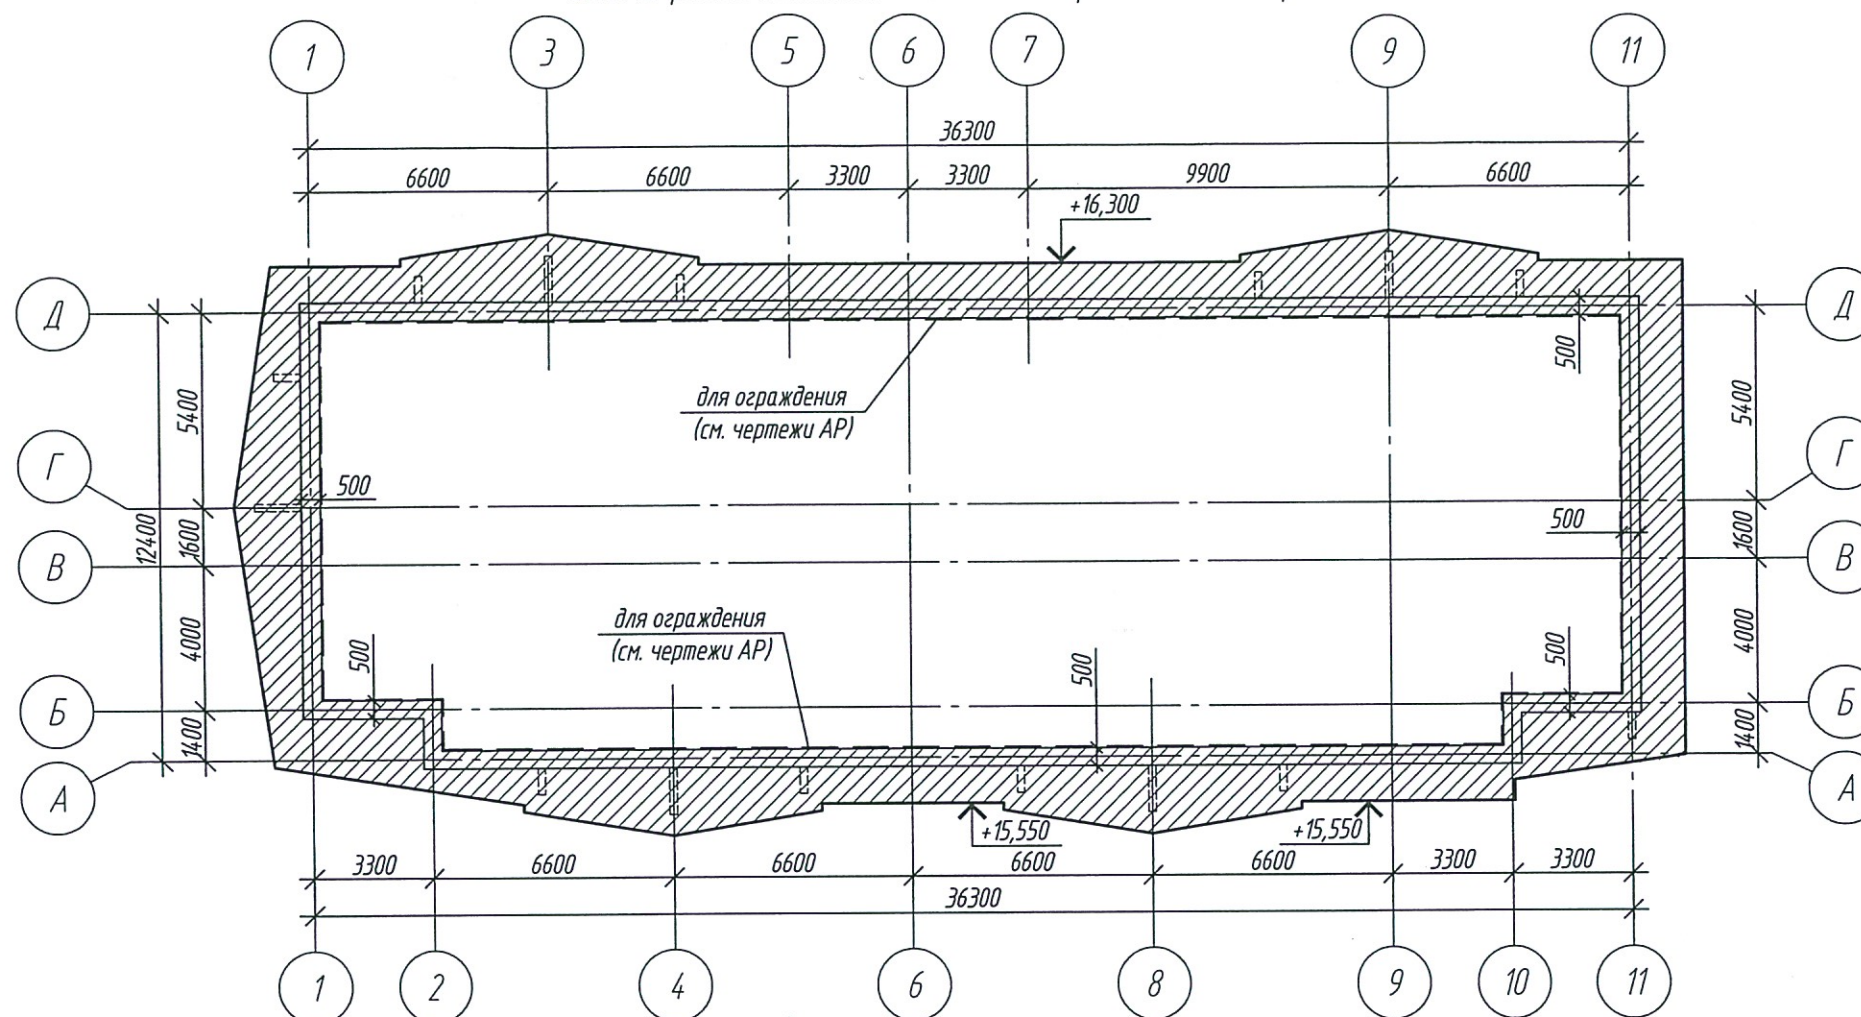 1 3 5 6 7 9 11
36300
6600 6600 3300 3300 9900 6600
+16,300
Д Д
500
5400 5400
для ограждения
(см. чертежи АР)
Г Г
500
12400
500
1600 1600
В В
для ограждения
(см. чертежи АР)
4000 4000
500 500 500
Б Б
1400 1400
А А
+15,550 +15,550
3300 6600 6600 6600 6600 3300 3300
36300
1 2 4 6 8 9 10 11